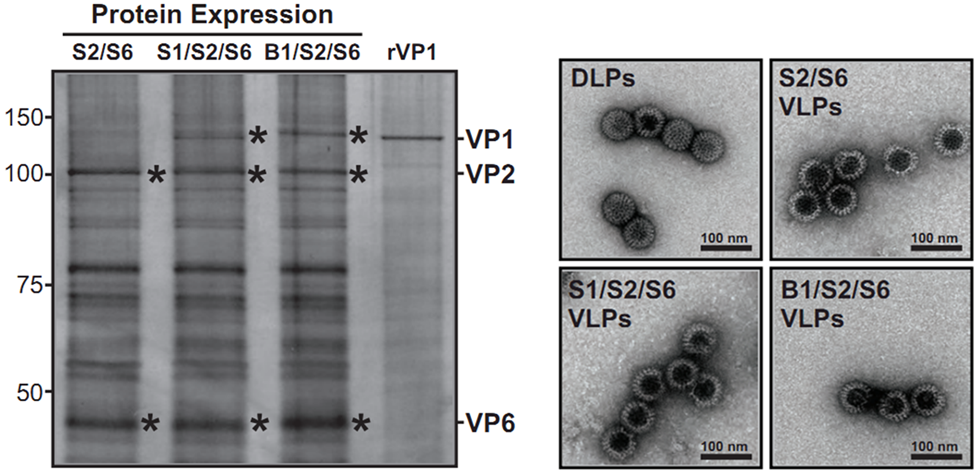 Protein Expression
S2/S6 S1/S2/S6 B1/S2/S6 rVP1
150
100
75
50
* * VP1
* * * VP2
* * * VP6
DLPs
100 nm
S2/S6
VLPs
100 nm
S1/S2/S6
VLPs
100 nm
B1/S2/S6
VLPs
100 nm